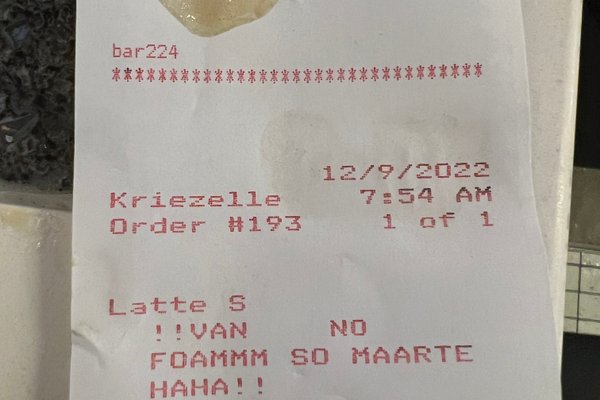 bar224
*********************************
12/9/2022
Kriezelle 7:54 AM
Order #193 1 of 1
Latte S
!!VAN NO
FOAMMM SO MAARTE
HAHA!!